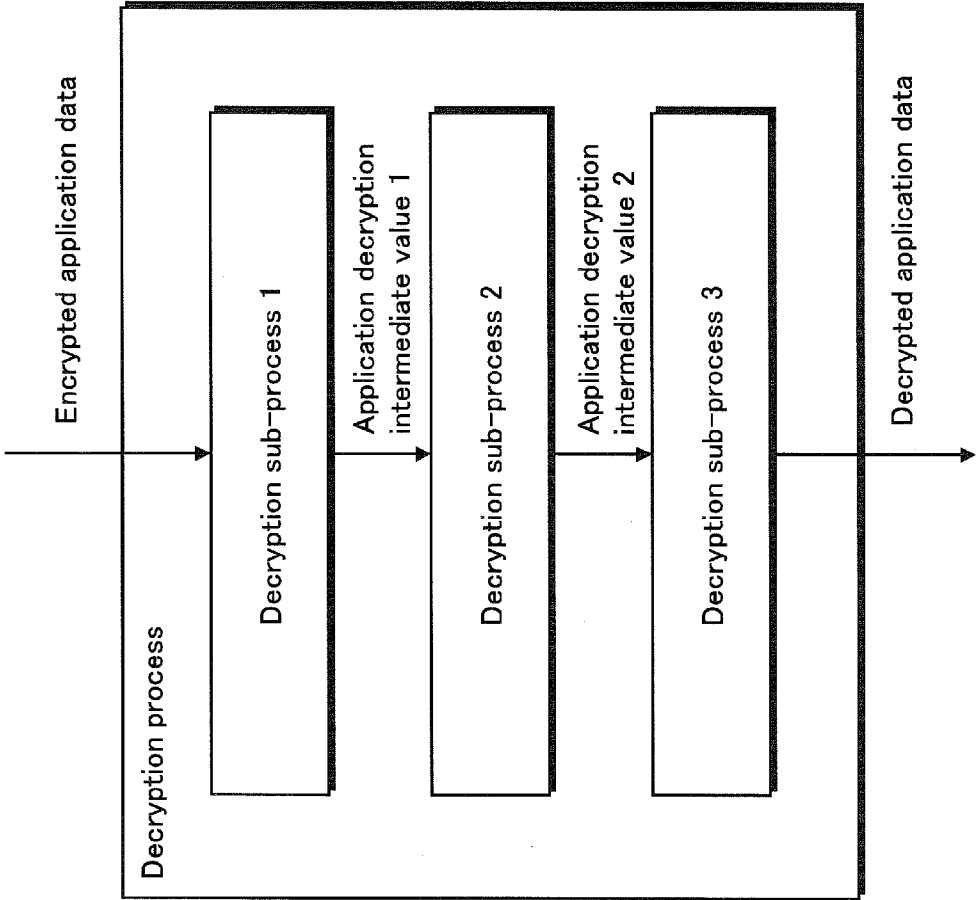 Decryption process
Encrypted application data
Decryption sub-process 1
Application decryption
intermediate value 1
Decryption sub-process 2
Application decryption
intermediate value 2
Decryption sub-process 3
Decrypted application data